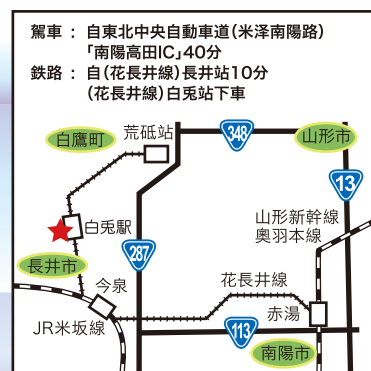 駕車：自東北中央自動車道(米泽南陽路)
「南陽高田IC」40分
鉄路：自(花長井線)長井站10分
(花長井線)白兎站下車
荒砥站
白鷹町
348
山形市
13
白兎駅
山形新幹線
奥羽本線
287
長井市
今泉
花長井線
赤湯
JR米坂線
113
南陽市